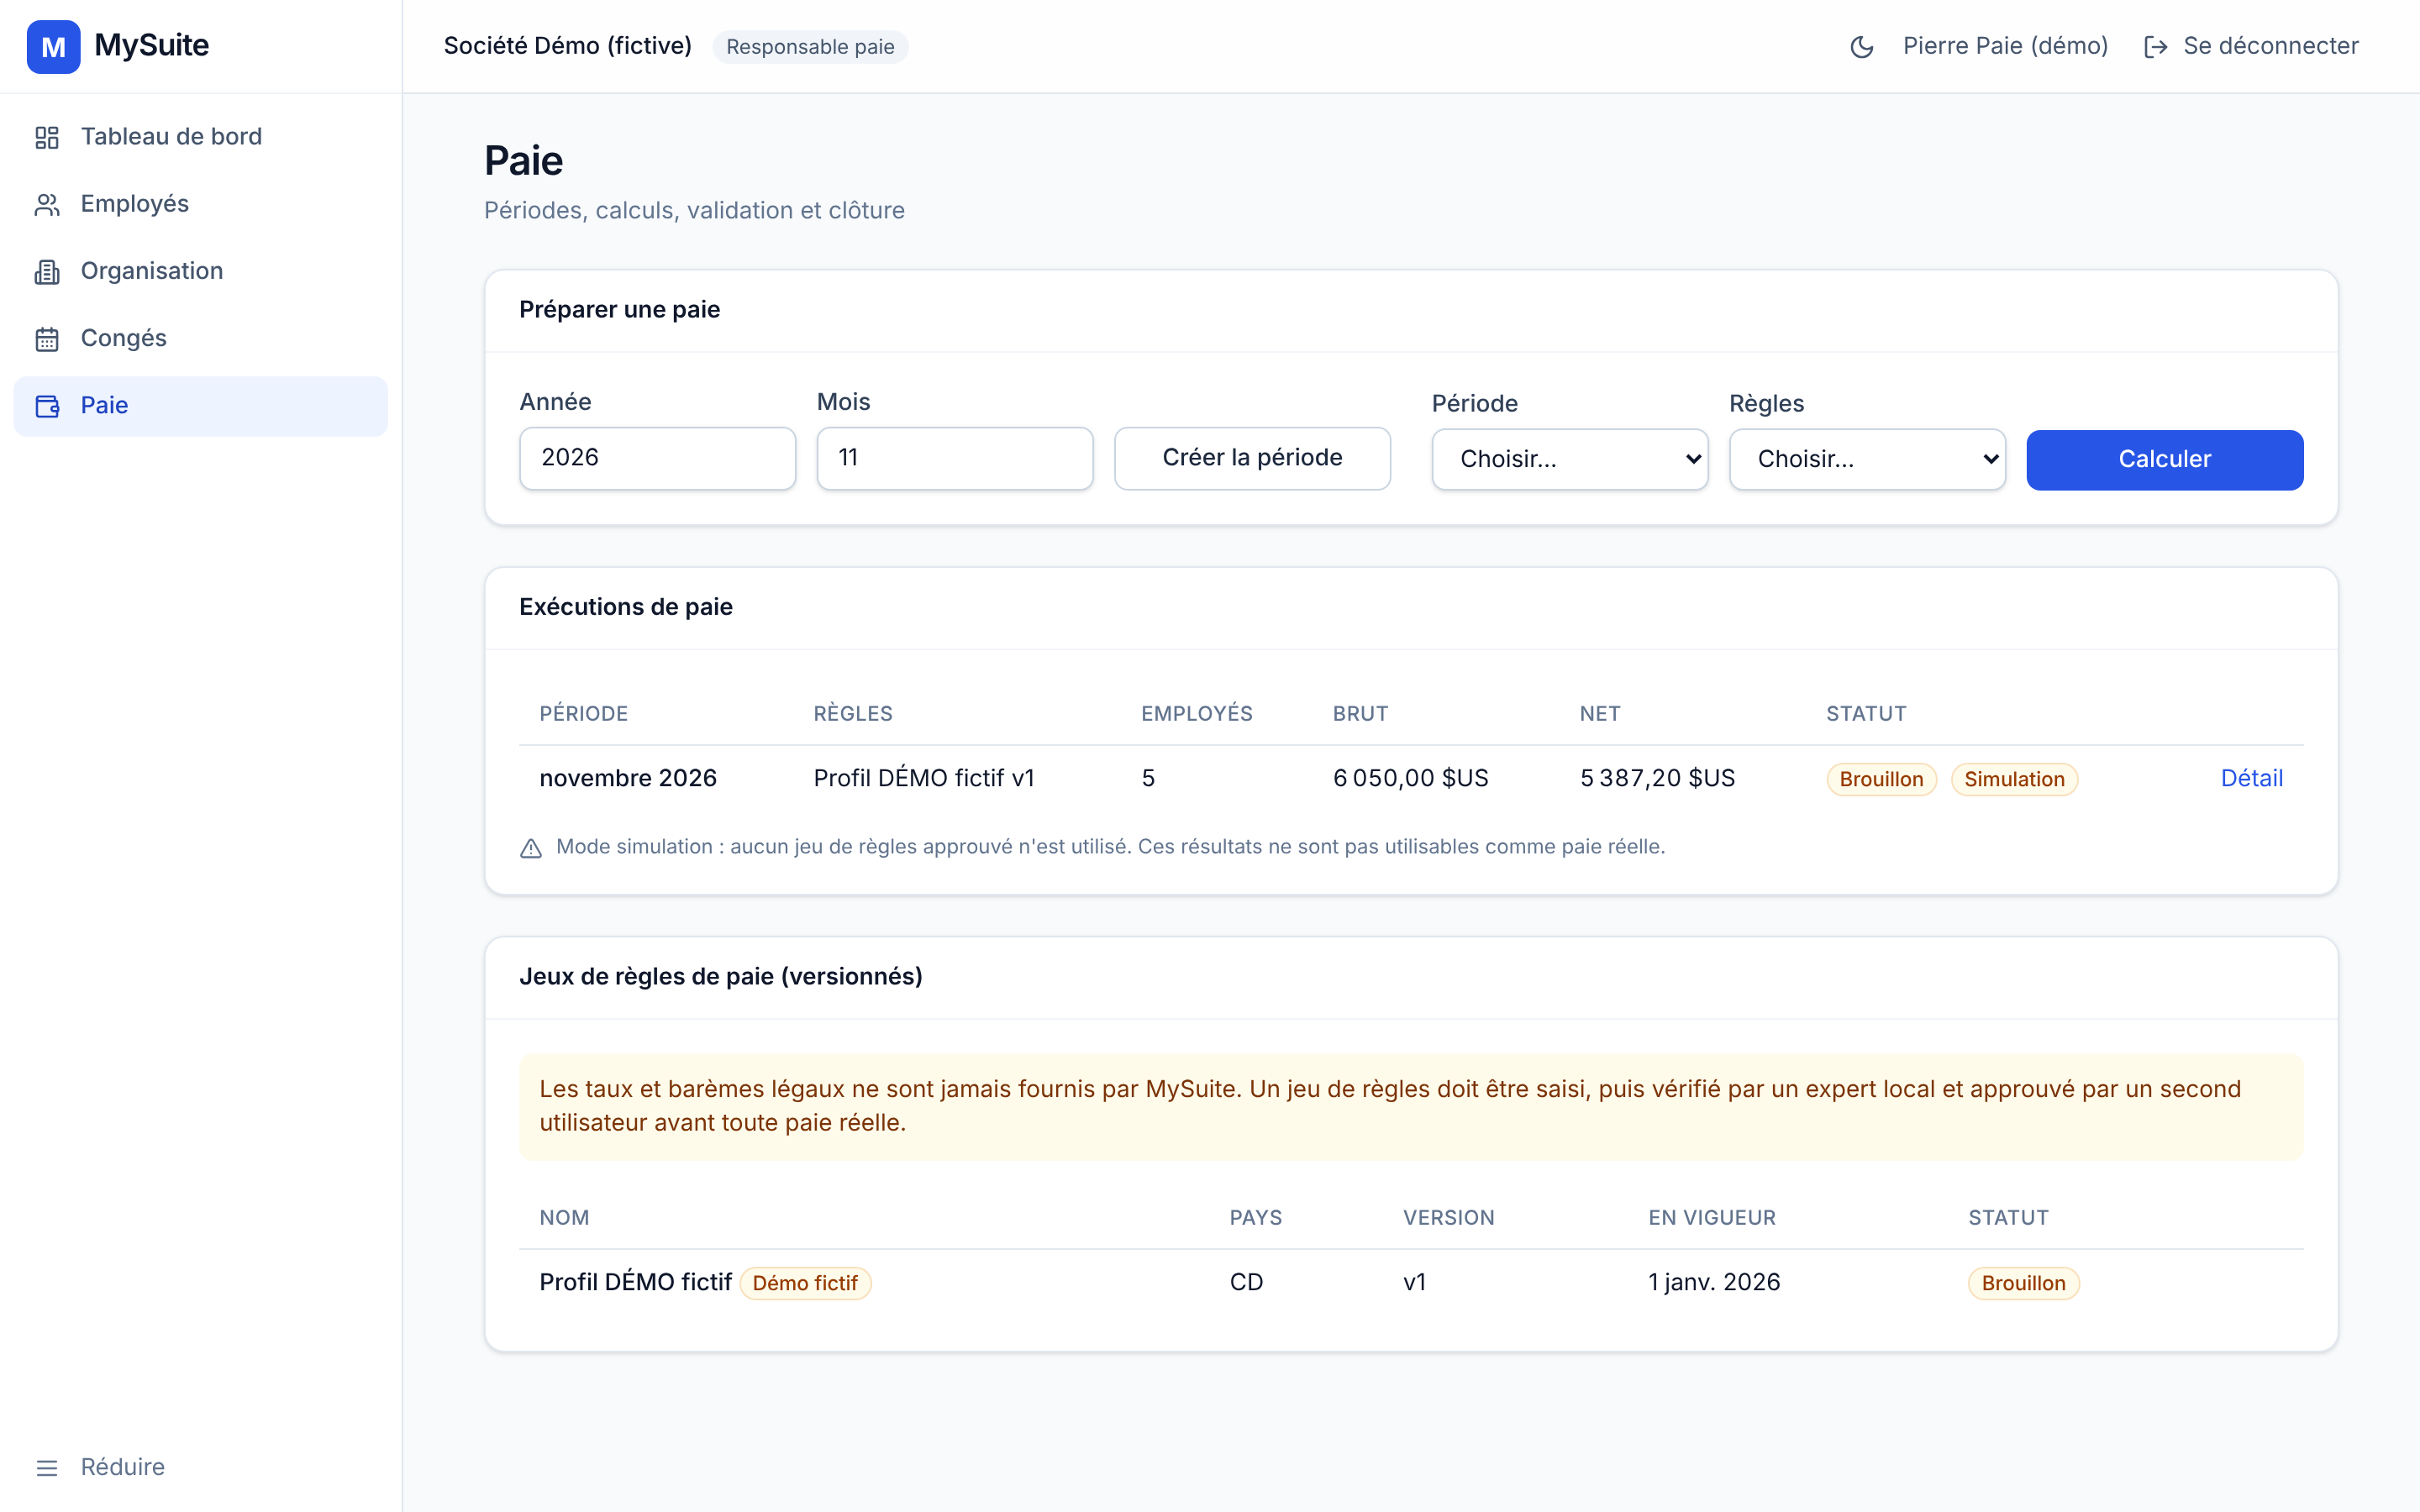 M MySuite
Société Démo (fictive) Responsable paie Pierre Paie (démo) Se déconnecter
Tableau de bord
Employés
Organisation
Congés
Paie
Réduire
Paie
Périodes, calculs, validation et clôture
Préparer une paie
Année Mois Période Règles
2026 11 Créer la période Choisir... Choisir... Calculer
Exécutions de paie
PÉRIODE RÈGLES EMPLOYÉS BRUT NET STATUT
novembre 2026 Profil DÉMO fictif v1 5 6 050,00 $US 5 387,20 $US Brouillon Simulation Détail
Mode simulation : aucun jeu de règles approuvé n'est utilisé. Ces résultats ne sont pas utilisables comme paie réelle.
Jeux de règles de paie (versionnés)
Les taux et barèmes légaux ne sont jamais fournis par MySuite. Un jeu de règles doit être saisi, puis vérifié par un expert local et approuvé par un second
utilisateur avant toute paie réelle.
NOM PAYS VERSION EN VIGUEUR STATUT
Profil DÉMO fictif Démo fictif CD v1 1 janv. 2026 Brouillon